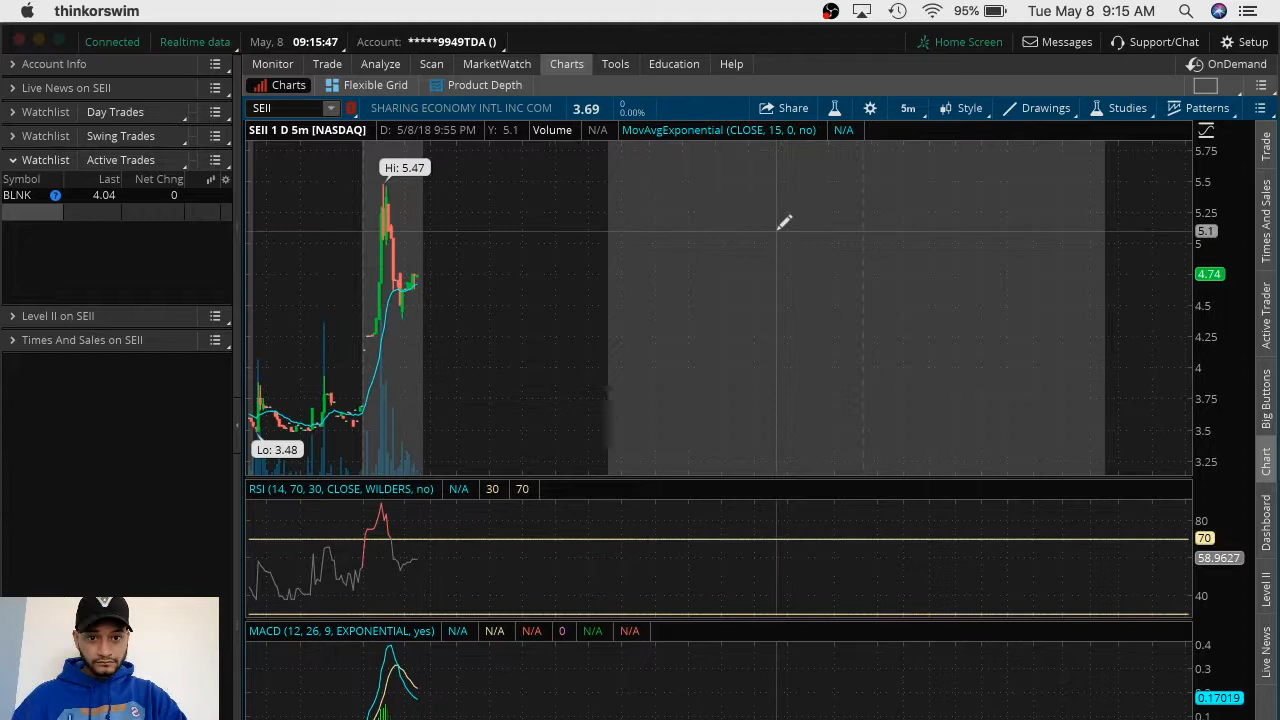 thinkorswim 95% Tue May 8 9:15 AM
Connected Realtime data May. 8 09:15:47 Account: *****9949TDA () Home Screen Messages Support/Chat Setup
Account Info
Live News on SEII
Watchlist Day Trades
Watchlist Swing Trades
Watchlist Active Trades
Symbol Last Net Chng
BLNK 4.04 0
Level II on SEII
Times And Sales on SEII
Monitor Trade Analyze Scan MarketWatch Charts Tools Education Help OnDemand
Charts Flexible Grid Product Depth
SEII SHARING ECONOMY INTL INC COM 3.69 0 0.00% Share 5m Style Drawings Studies Patterns
SEII 1 D 5m [NASDAQ] D: 5/8/18 9:55 PM Y: 5.1 Volume N/A MovAvgExponential (CLOSE, 15, 0, no) N/A
Hi: 5.47
Lo: 3.48
5.75
5.5
5.25
5.1
5
4.74
4.5
4.25
4
3.75
3.5
3.25
RSI (14, 70, 30, CLOSE, WILDERS, no) N/A 30 70
80
70
58.9627
40
MACD (12, 26, 9, EXPONENTIAL, yes) N/A N/A N/A 0 N/A N/A
0.4
0.3
0.17019
0.1
Trade
Times And Sales
Active Trader
Big Buttons
Chart
Dashboard
Level II
Live News